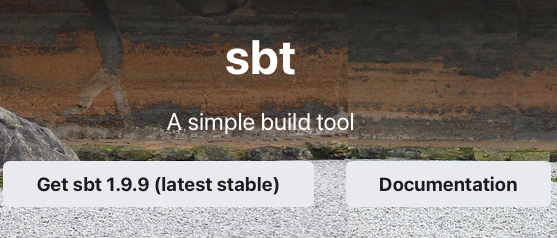 sbt
A simple build tool
Get sbt 1.9.9 (latest stable)
Documentation